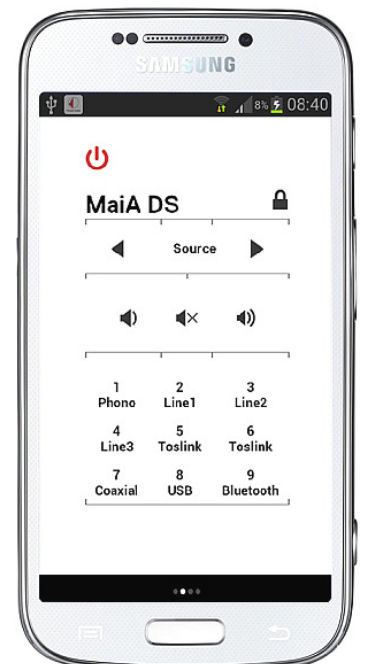 SAMSUNG
8% 08:40
MaiA DS
Source
1 2 3
Phono Line1 Line2
4 5 6
Line3 Toslink Toslink
7 8 9
Coaxial USB Bluetooth